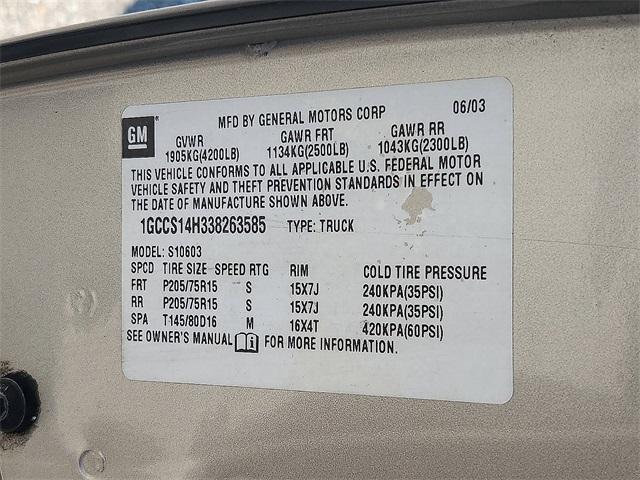 MFD BY GENERAL MOTORS CORP 06/03
GM
GVWR GAWR FRT GAWR RR
1905KG(4200LB) 1134KG(2500LB) 1043KG(2300LB)
THIS VEHICLE CONFORMS TO ALL APPLICABLE U.S. FEDERAL MOTOR
VEHICLE SAFETY AND THEFT PREVENTION STANDARDS IN EFFECT ON
THE DATE OF MANUFACTURE SHOWN ABOVE.
1GCCS14H338263585 TYPE: TRUCK
MODEL: S10603
SPCD TIRE SIZE SPEED RTG RIM COLD TIRE PRESSURE
FRT P205/75R15 S 15X7J 240KPA(35PSI)
RR P205/75R15 S 15X7J 240KPA(35PSI)
SPA T145/80D16 M 16X4T 420KPA(60PSI)
SEE OWNER'S MANUAL FOR MORE INFORMATION.